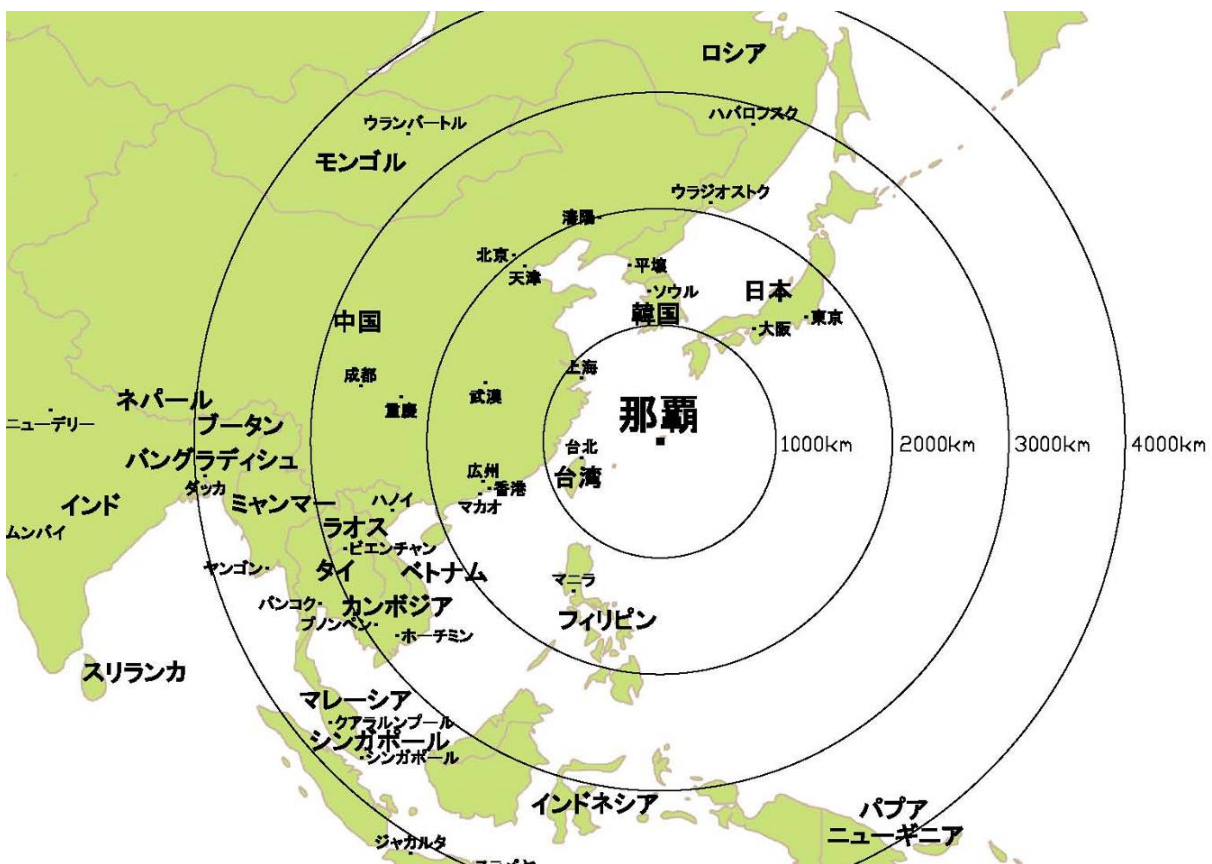 ロシア
ハバロフスク
ウランバートル
モンゴル
ウラジオストク
瀋陽
北京
天津
平壌
ソウル
韓国
日本
大阪
東京
中国
上海
成都
重慶
武漢
那覇
ネパール
ニューデリー
ブータン
台北
台湾
1000km
2000km
3000km
4000km
バングラディシュ
ダッカ
広州
香港
マカオ
インド
ミャンマー
ハノイ
ムンバイ
ラオス
ビエンチャン
ヤンゴン
タイ
ベトナム
マニラ
バンコク
カンボジア
プノンペン
ホーチミン
フィリピン
スリランカ
マレーシア
クアラルンプール
シンガポール
シンガポール
インドネシア
パプア
ニューギニア
ジャカルタ